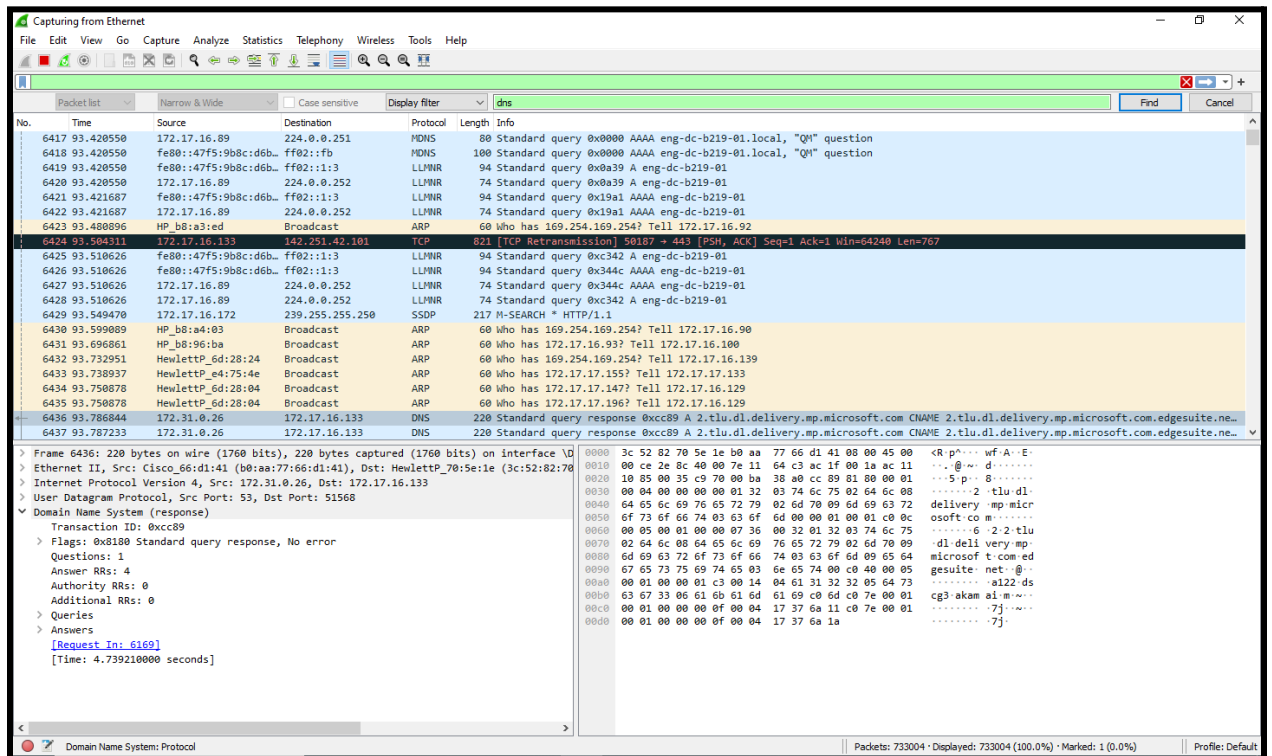 Capturing from Ethernet
File Edit View Go Capture Analyze Statistics Telephony Wireless Tools Help
Packet list Narrow & Wide Case sensitive Display filter dns Find Cancel
No. Time Source Destination Protocol Length Info
6417 93.420550 172.17.16.89 224.0.0.251 MDNS 80 Standard query 0x0000 AAAA eng-dc-b219-01.local, "QM" question
6418 93.420550 fe80::47f5:9b8c:d6b… ff02::fb MDNS 100 Standard query 0x0000 AAAA eng-dc-b219-01.local, "QM" question
6419 93.420550 fe80::47f5:9b8c:d6b… ff02::1:3 LLMNR 94 Standard query 0x0a39 A eng-dc-b219-01
6420 93.420550 172.17.16.89 224.0.0.252 LLMNR 74 Standard query 0x0a39 A eng-dc-b219-01
6421 93.421687 fe80::47f5:9b8c:d6b… ff02::1:3 LLMNR 94 Standard query 0x19a1 AAAA eng-dc-b219-01
6422 93.421687 172.17.16.89 224.0.0.252 LLMNR 74 Standard query 0x19a1 AAAA eng-dc-b219-01
6423 93.480896 HP_b8:a3:ed Broadcast ARP 60 Who has 169.254.169.254? Tell 172.17.16.92
6424 93.504311 172.17.16.133 142.251.42.101 TCP 821 [TCP Retransmission] 50187 → 443 [PSH, ACK] Seq=1 Ack=1 Win=64240 Len=767
6425 93.510626 fe80::47f5:9b8c:d6b… ff02::1:3 LLMNR 94 Standard query 0xc342 A eng-dc-b219-01
6426 93.510626 fe80::47f5:9b8c:d6b… ff02::1:3 LLMNR 94 Standard query 0x344c AAAA eng-dc-b219-01
6427 93.510626 172.17.16.89 224.0.0.252 LLMNR 74 Standard query 0x344c AAAA eng-dc-b219-01
6428 93.510626 172.17.16.89 224.0.0.252 LLMNR 74 Standard query 0xc342 A eng-dc-b219-01
6429 93.549470 172.17.16.172 239.255.255.250 SSDP 217 M-SEARCH * HTTP/1.1
6430 93.599089 HP_b8:a4:03 Broadcast ARP 60 Who has 169.254.169.254? Tell 172.17.16.90
6431 93.696861 HP_b8:96:ba Broadcast ARP 60 Who has 172.17.16.93? Tell 172.17.16.100
6432 93.732951 HewlettP_6d:28:24 Broadcast ARP 60 Who has 169.254.169.254? Tell 172.17.16.139
6433 93.738937 HewlettP_e4:75:4e Broadcast ARP 60 Who has 172.17.17.155? Tell 172.17.17.133
6434 93.750878 HewlettP_6d:28:04 Broadcast ARP 60 Who has 172.17.17.147? Tell 172.17.16.129
6435 93.750878 HewlettP_6d:28:04 Broadcast ARP 60 Who has 172.17.17.196? Tell 172.17.16.129
6436 93.786844 172.31.0.26 172.17.16.133 DNS 220 Standard query response 0xcc89 A 2.tlu.dl.delivery.mp.microsoft.com CNAME 2.tlu.dl.delivery.mp.microsoft.com.edgesuite.ne…
6437 93.787233 172.31.0.26 172.17.16.133 DNS 220 Standard query response 0xcc89 A 2.tlu.dl.delivery.mp.microsoft.com CNAME 2.tlu.dl.delivery.mp.microsoft.com.edgesuite.ne…
Frame 6436: 220 bytes on wire (1760 bits), 220 bytes captured (1760 bits) on interface \D
Ethernet II, Src: Cisco_66:d1:41 (b0:aa:77:66:d1:41), Dst: HewlettP_70:5e:1e (3c:52:82:70
Internet Protocol Version 4, Src: 172.31.0.26, Dst: 172.17.16.133
User Datagram Protocol, Src Port: 53, Dst Port: 51568
Domain Name System (response)
Transaction ID: 0xcc89
Flags: 0x8180 Standard query response, No error
Questions: 1
Answer RRs: 4
Authority RRs: 0
Additional RRs: 0
Queries
Answers
[Request In: 6169]
[Time: 4.739210000 seconds]
0000 3c 52 82 70 5e 1e b0 aa 77 66 d1 41 08 00 45 00 <R·p^··· wf·A··E·
0010 00 ce 2e 8c 40 00 7e 11 64 c3 ac 1f 00 1a ac 11 ··.·@·~· d·······
0020 10 85 00 35 c9 70 00 ba 38 a0 cc 89 81 80 00 01 ···5·p·· 8·······
0030 00 04 00 00 00 00 01 32 03 74 6c 75 02 64 6c 08 ·······2 ·tlu·dl·
0040 64 65 6c 69 76 65 72 79 02 6d 70 09 6d 69 63 72 delivery ·mp·micr
0050 6f 73 6f 66 74 03 63 6f 6d 00 00 01 00 01 c0 0c osoft·co m·······
0060 00 05 00 01 00 00 07 36 00 32 01 32 03 74 6c 75 ·······6 ·2·2·tlu
0070 02 64 6c 08 64 65 6c 69 76 65 72 79 02 6d 70 09 ·dl·deli very·mp·
0080 6d 69 63 72 6f 73 6f 66 74 03 63 6f 6d 09 65 64 microsof t·com·ed
0090 67 65 73 75 69 74 65 03 6e 65 74 00 c0 40 00 05 gesuite· net··@··
00a0 00 01 00 00 01 c3 00 14 04 61 31 32 32 05 64 73 ········ ·a122·ds
00b0 63 67 33 06 61 6b 61 6d 61 69 c0 6d c0 7e 00 01 cg3·akam ai·m·~··
00c0 00 01 00 00 00 0f 00 04 17 37 6a 11 c0 7e 00 01 ········ ·7j··~··
00d0 00 01 00 00 00 0f 00 04 17 37 6a 1a ········ ·7j·
Domain Name System: Protocol Packets: 733004 · Displayed: 733004 (100.0%) · Marked: 1 (0.0%) Profile: Default